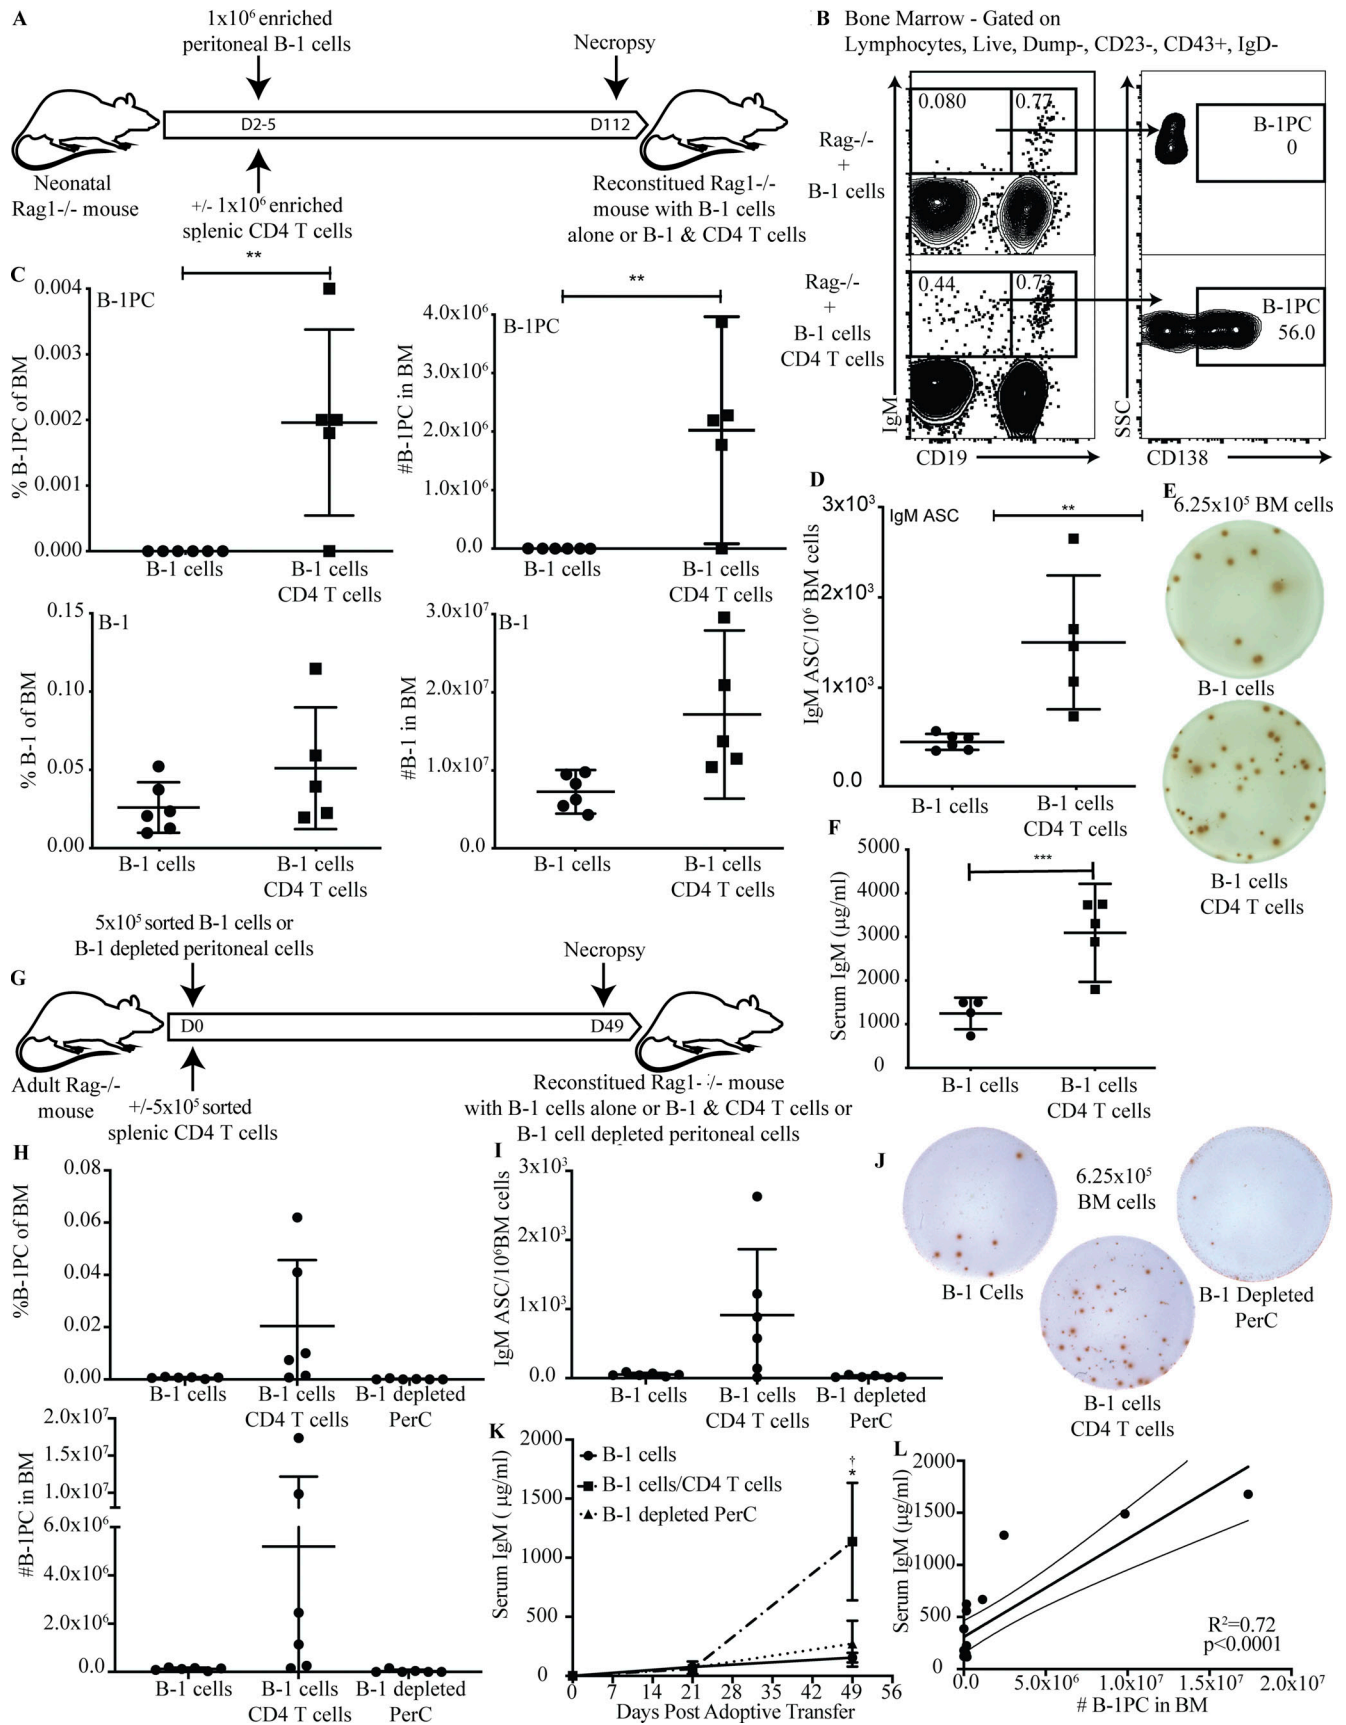 A
1x10⁶ enriched
peritoneal B-1 cells
Necropsy
D2-5
D112
Neonatal
Rag1-/- mouse
+/- 1x10⁶ enriched
splenic CD4 T cells
Reconstitued Rag1-/-
mouse with B-1 cells
alone or B-1 & CD4 T cells
B
Bone Marrow - Gated on
Lymphocytes, Live, Dump-, CD23-, CD43+, IgD-
0.080
0.77
Rag-/-
+
B-1 cells
B-1PC
0
0.44
Rag-/-
+
B-1 cells
CD4 T cells
B-1PC
56.0
IgM
SSC
CD19
CD138
C
**
0.004
0.003
0.002
0.001
0.000
B-1PC
% B-1PC of BM
B-1 cells
B-1 cells
CD4 T cells
**
4.0x10⁶
3.0x10⁶
2.0x10⁶
1.0x10⁶
0.0
B-1PC
#B-1PC in BM
B-1 cells
B-1 cells
CD4 T cells
0.15
0.10
0.05
0.00
B-1
% B-1 of BM
B-1 cells
B-1 cells
CD4 T cells
3.0x10⁷
2.0x10⁷
1.0x10⁷
0.0
B-1
#B-1 in BM
B-1 cells
B-1 cells
CD4 T cells
D
3x10³
2x10³
1x10³
0.0
IgM ASC
**
IgM ASC/10⁶ BM cells
B-1 cells
B-1 cells
CD4 T cells
E
6.25x10⁵ BM cells
B-1 cells
B-1 cells
CD4 T cells
F
5000
4000
3000
2000
1000
0
***
Serum IgM (µg/ml)
B-1 cells
B-1 cells
CD4 T cells
G
5x10⁵ sorted B-1 cells or
B-1 depleted peritoneal cells
Necropsy
D0
D49
Adult Rag-/-
mouse
+/-5x10⁵ sorted
splenic CD4 T cells
Reconstitued Rag1-/- mouse
with B-1 cells alone or B-1 & CD4 T cells or
B-1 cell depleted peritoneal cells
H
0.08
0.06
0.04
0.02
0.00
%B-1PC of BM
B-1 cells
B-1 cells
CD4 T cells
B-1 depleted
PerC
2.0x10⁷
1.5x10⁷
1.0x10⁷
6.0x10⁶
4.0x10⁶
2.0x10⁶
0.0
#B-1PC in BM
B-1 cells
B-1 cells
CD4 T cells
B-1 depleted
PerC
I
3x10³
2x10³
1x10³
0.0
IgM ASC/10⁶BM cells
B-1 cells
B-1 cells
CD4 T cells
B-1 depleted
PerC
J
6.25x10⁵
BM cells
B-1 Cells
B-1 cells
CD4 T cells
B-1 Depleted
PerC
K
2000
1500
1000
500
0
Serum IgM ( µg/ml)
B-1 cells
B-1 cells/CD4 T cells
B-1 depleted PerC
†
*
0 7 14 21 28 35 42 49 56
Days Post Adoptive Transfer
L
2000
1500
1000
500
0
Serum IgM (µg/ml)
R²=0.72
p<0.0001
0 5.0x10⁶ 1.0x10⁷ 1.5x10⁷ 2.0x10⁷
# B-1PC in BM